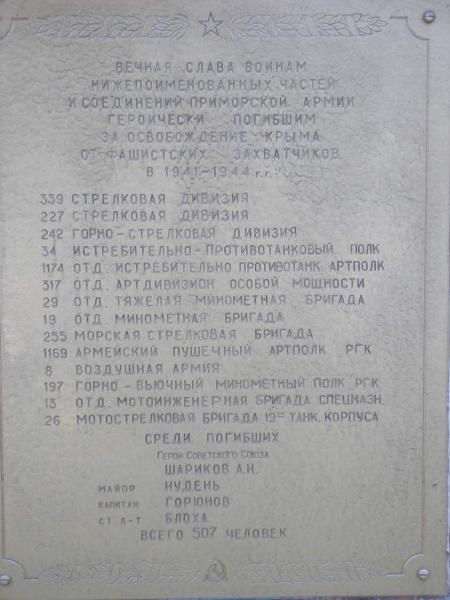 ВЕЧНАЯ СЛАВА ВОИНАМ
НИЖЕПОИМЕНОВАННЫХ ЧАСТЕЙ
И СОЕДИНЕНИЙ ПРИМОРСКОЙ АРМИИ
ГЕРОИЧЕСКИ ПОГИБШИМ
ЗА ОСВОБОЖДЕНИЕ КРЫМА
ОТ ФАШИСТСКИХ ЗАХВАТЧИКОВ
В 1941-1944 г.г.:
339 СТРЕЛКОВАЯ ДИВИЗИЯ
227 СТРЕЛКОВАЯ ДИВИЗИЯ
242 ГОРНО-СТРЕЛКОВАЯ ДИВИЗИЯ
34 ИСТРЕБИТЕЛЬНО-ПРОТИВОТАНКОВЫЙ ПОЛК
1174 ОТД. ИСТРЕБИТЕЛЬНО ПРОТИВОТАНК. АРТПОЛК
317 ОТД. АРТДИВИЗИОН ОСОБОЙ МОЩНОСТИ
29 ОТД. ТЯЖЕЛАЯ МИНОМЕТНАЯ БРИГАДА
19 ОТД. МИНОМЕТНАЯ БРИГАДА
255 МОРСКАЯ СТРЕЛКОВАЯ БРИГАДА
1169 АРМЕЙСКИЙ ПУШЕЧНЫЙ АРТПОЛК РГК
8 ВОЗДУШНАЯ АРМИЯ
197 ГОРНО-ВЬЮЧНЫЙ МИНОМЕТНЫЙ ПОЛК РГК
13 ОТД. МОТОИНЖЕНЕРНАЯ БРИГАДА СПЕЦНАЗН.
26 МОТОСТРЕЛКОВАЯ БРИГАДА 19го ТАНК. КОРПУСА
СРЕДИ ПОГИБШИХ
Герои Советского Союза
ШАРИКОВ А.Н.
МАЙОР НУДЕНЬ
КАПИТАН ГОРЮНОВ
СТ. Л-Т БЛОХА
ВСЕГО 507 ЧЕЛОВЕК